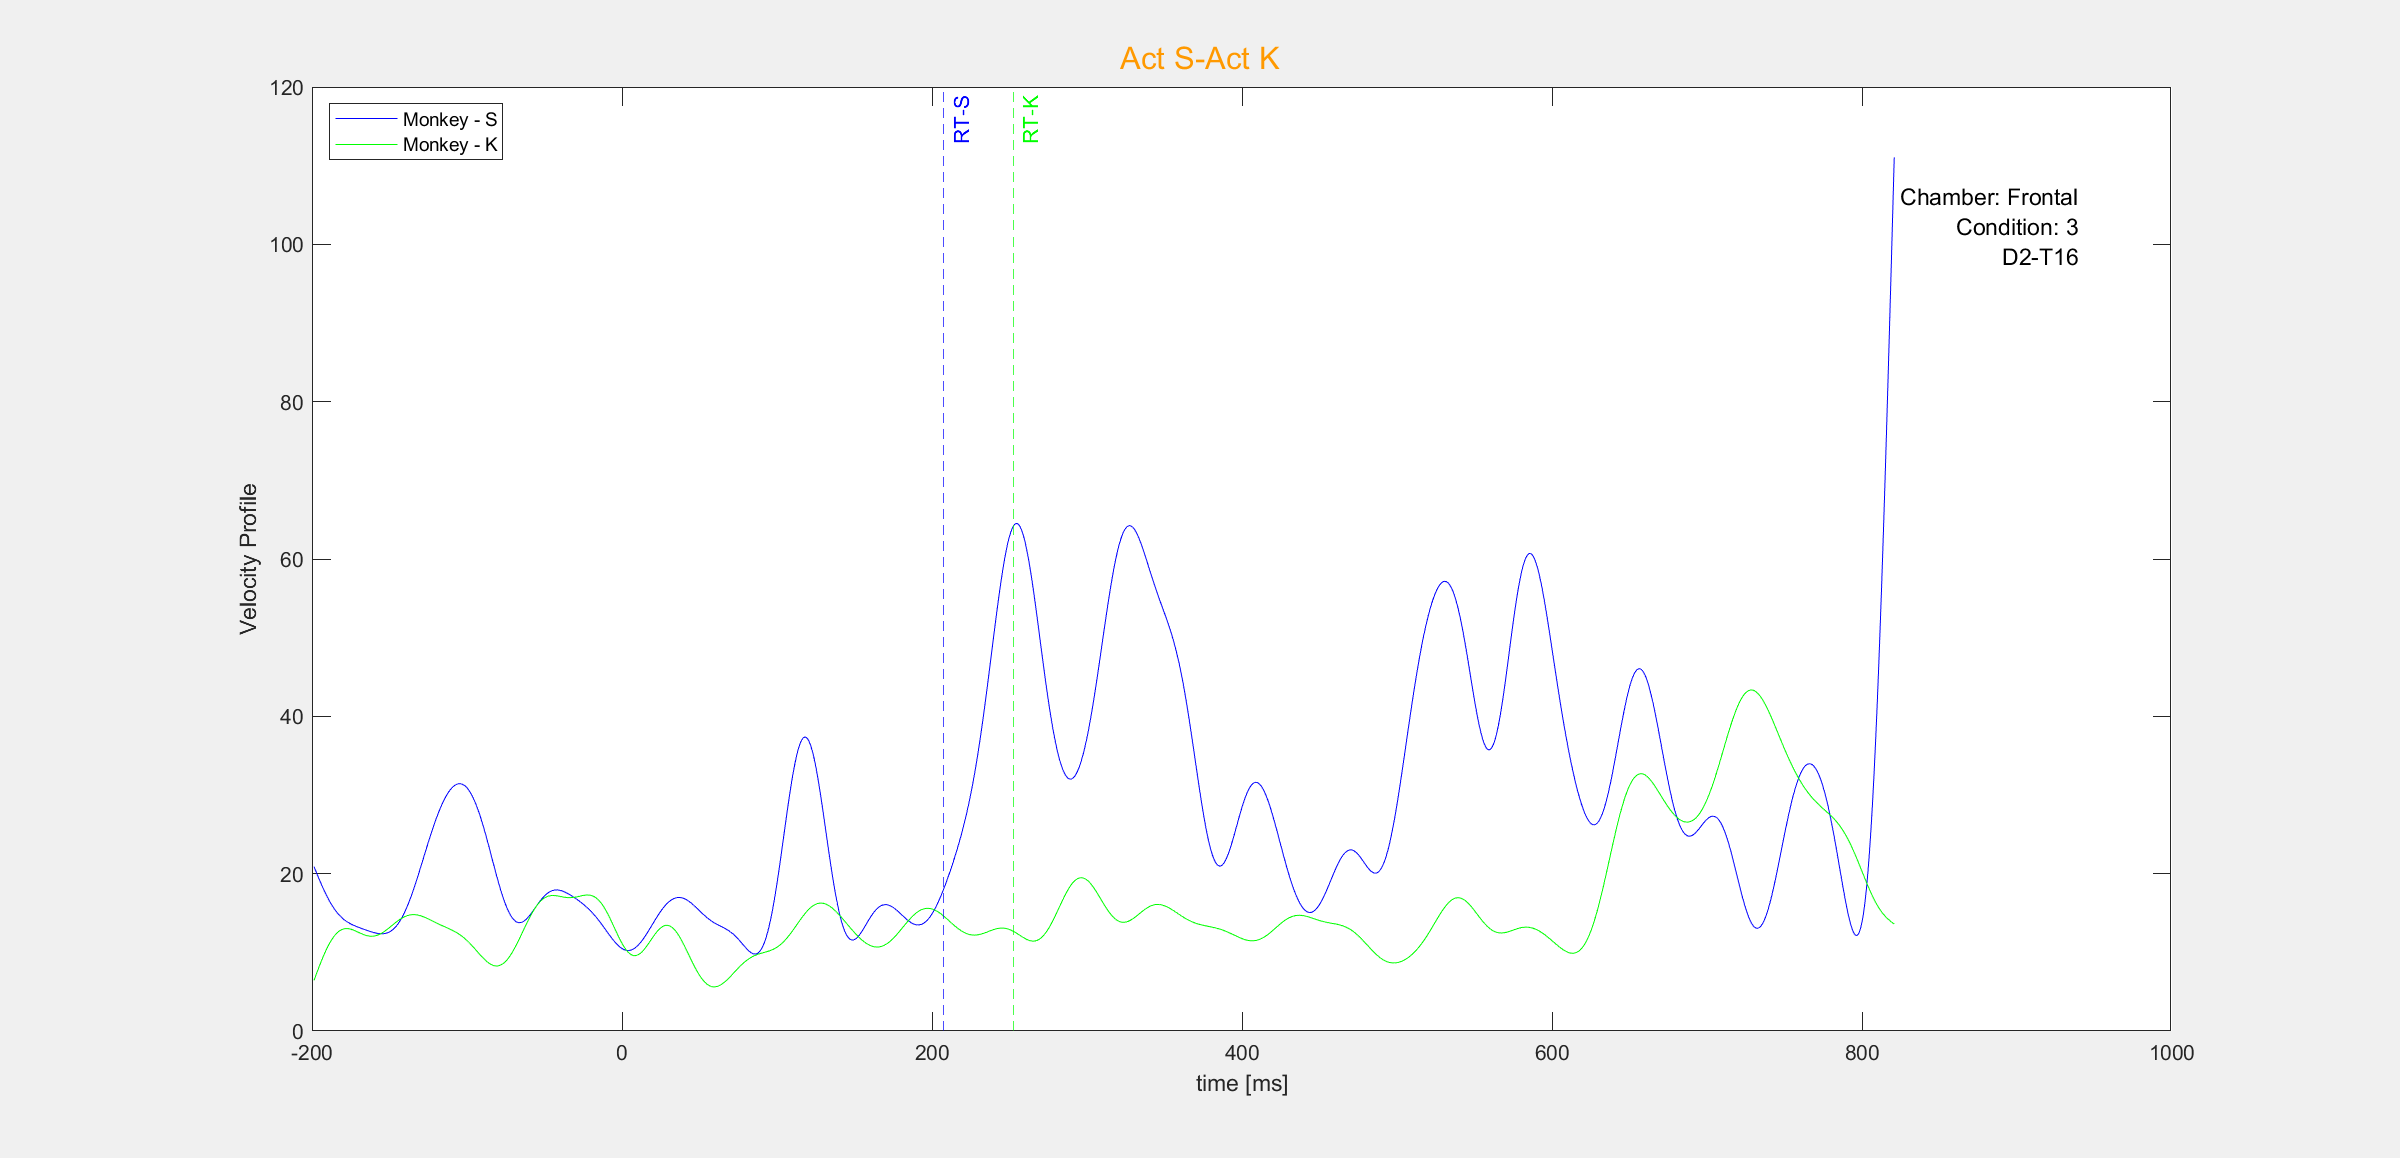 Act S-Act K
120
100
80
60
40
20
0
Velocity Profile
Monkey - S
Monkey - K
RT-S
RT-K
Chamber: Frontal
Condition: 3
D2-T16
-200
0
200
400
600
800
1000
time [ms]